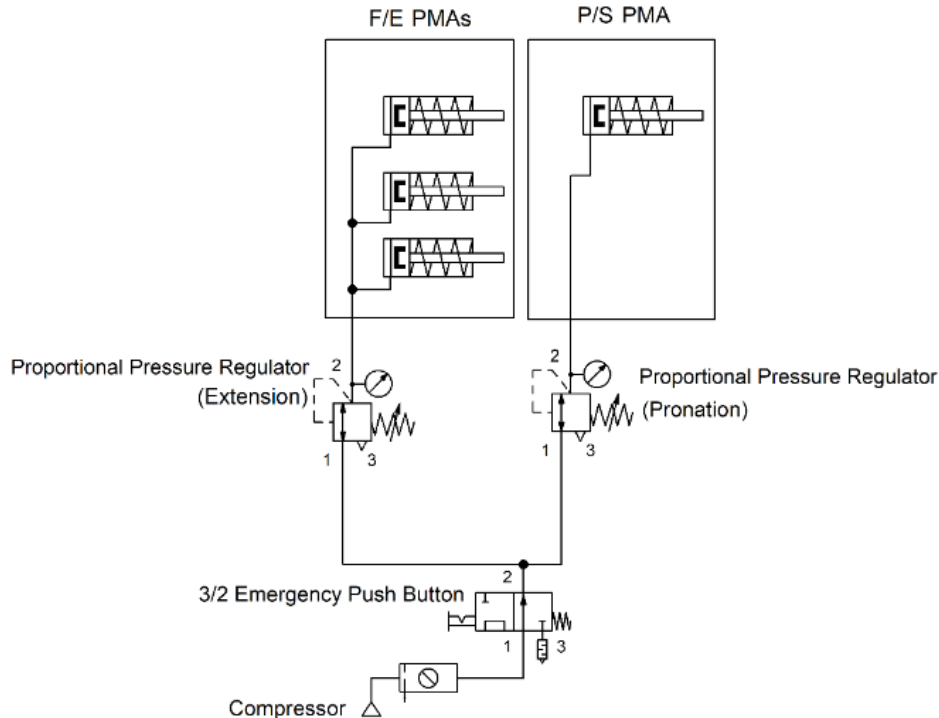 F/E PMAs
P/S PMA
Proportional Pressure Regulator
(Extension)
2
1
3
2
Proportional Pressure Regulator
(Pronation)
1
3
2
3/2 Emergency Push Button
1
3
Compressor